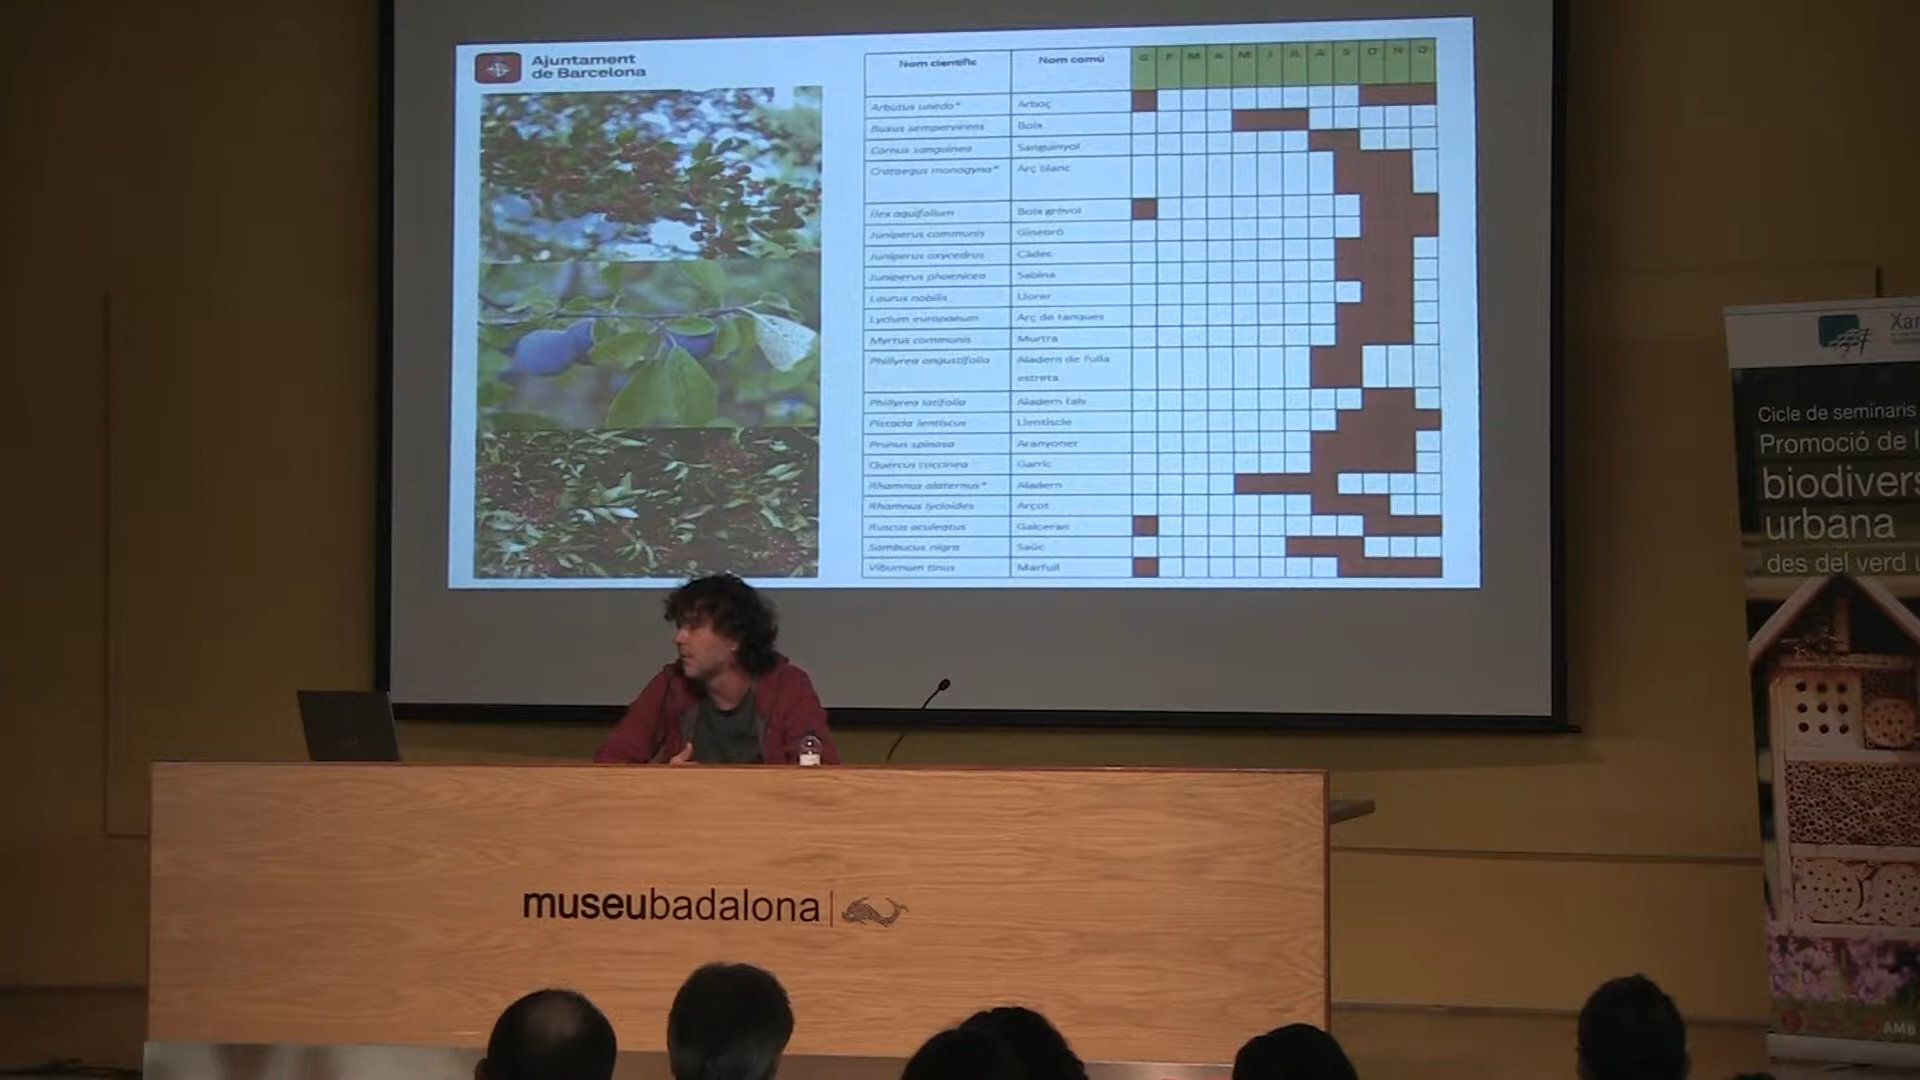 Ajuntament
de Barcelona
Nom científic Nom comú G F M A M J JL A S O N D
Arbutus unedo* Arboç
Buxus sempervirens Boix
Cornus sanguinea Sanguinyol
Crataegus monogyna* Arç blanc
Ilex aquifolium Boix grèvol
Juniperus communis Ginebró
Juniperus oxycedrus Càdec
Juniperus phoenicea Sabina
Laurus nobilis Llorer
Lycium europaeum Arç de tanques
Myrtus communis Murtra
Phillyrea angustifolia Aladern de fulla
estreta
Phillyrea latifolia Aladern fals
Pistacia lentiscus Llentiscle
Prunus spinosa Aranyoner
Quercus coccinea Garric
Rhamnus alaternus* Aladern
Rhamnus lycioides Arçot
Ruscus aculeatus Galceran
Sambucus nigra Saüc
Viburnum tinus Marfull
museubadalona
Xar
Cicle de seminaris
Promoció de l
biodivers
urbana
des del verd u
AMB